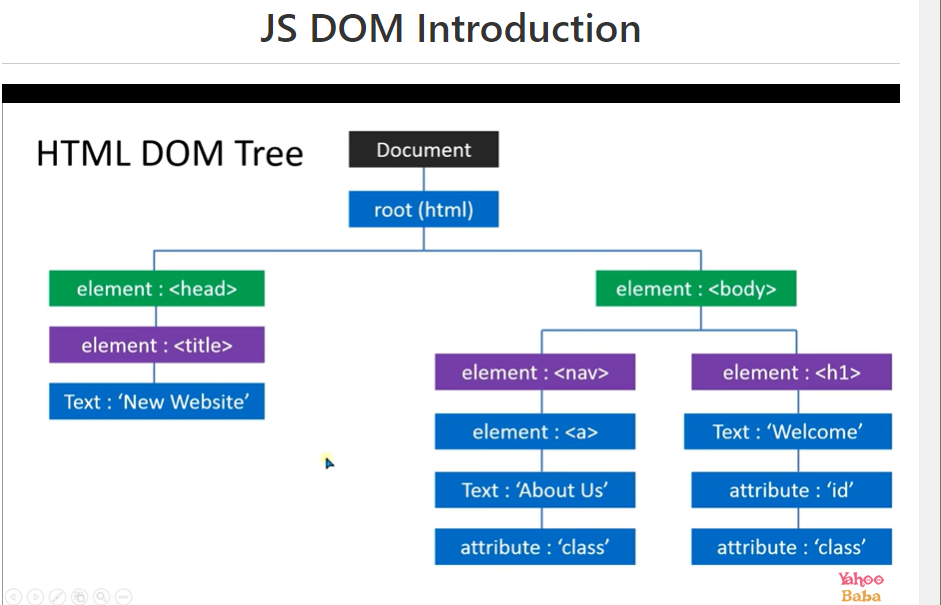 JS DOM Introduction
HTML DOM Tree
Document
root (html)
element : <head>
element : <body>
element : <title>
element : <nav>
element : <h1>
Text : ‘New Website’
element : <a>
Text : ‘Welcome’
Text : ‘About Us’
attribute : ‘id’
attribute : ‘class’
attribute : ‘class’
Yahoo
Baba